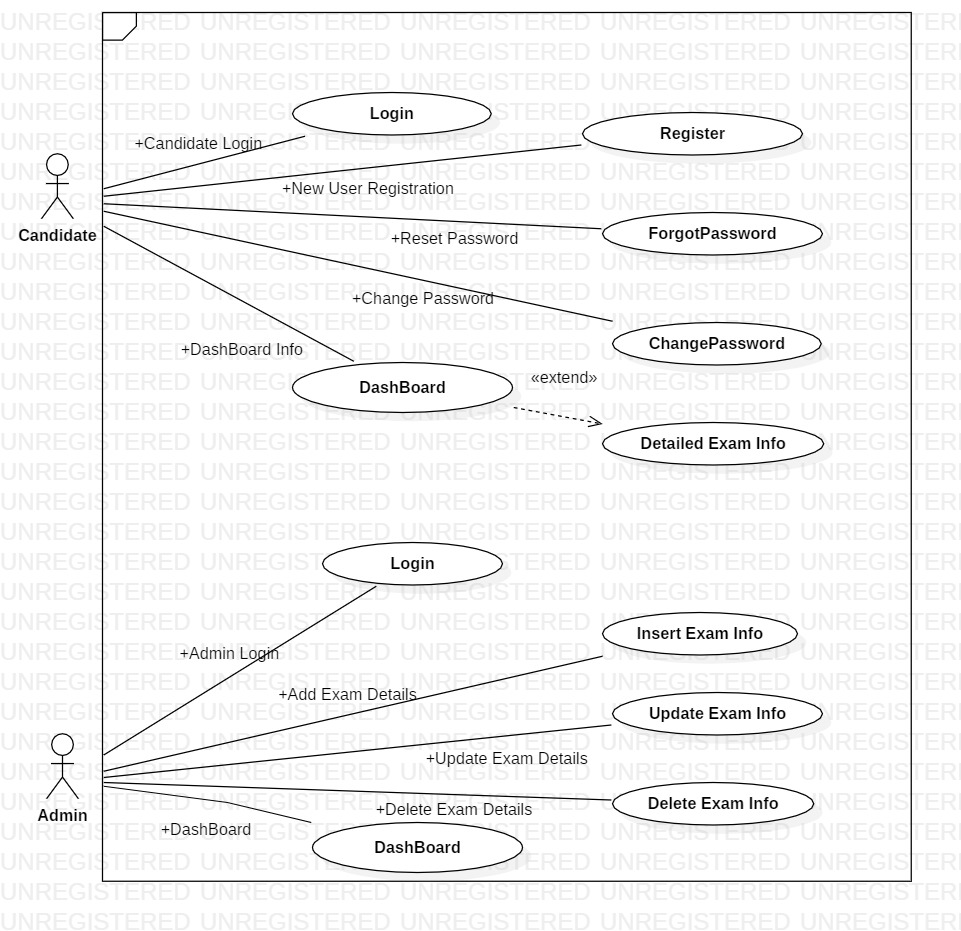 Login
+Candidate Login
Register
+New User Registration
Candidate
ForgotPassword
+Reset Password
+Change Password
ChangePassword
+DashBoard Info
DashBoard
«extend»
Detailed Exam Info
Login
Insert Exam Info
+Admin Login
+Add Exam Details
Update Exam Info
+Update Exam Details
Delete Exam Info
+Delete Exam Details
Admin
+DashBoard
DashBoard
UNREGISTERED